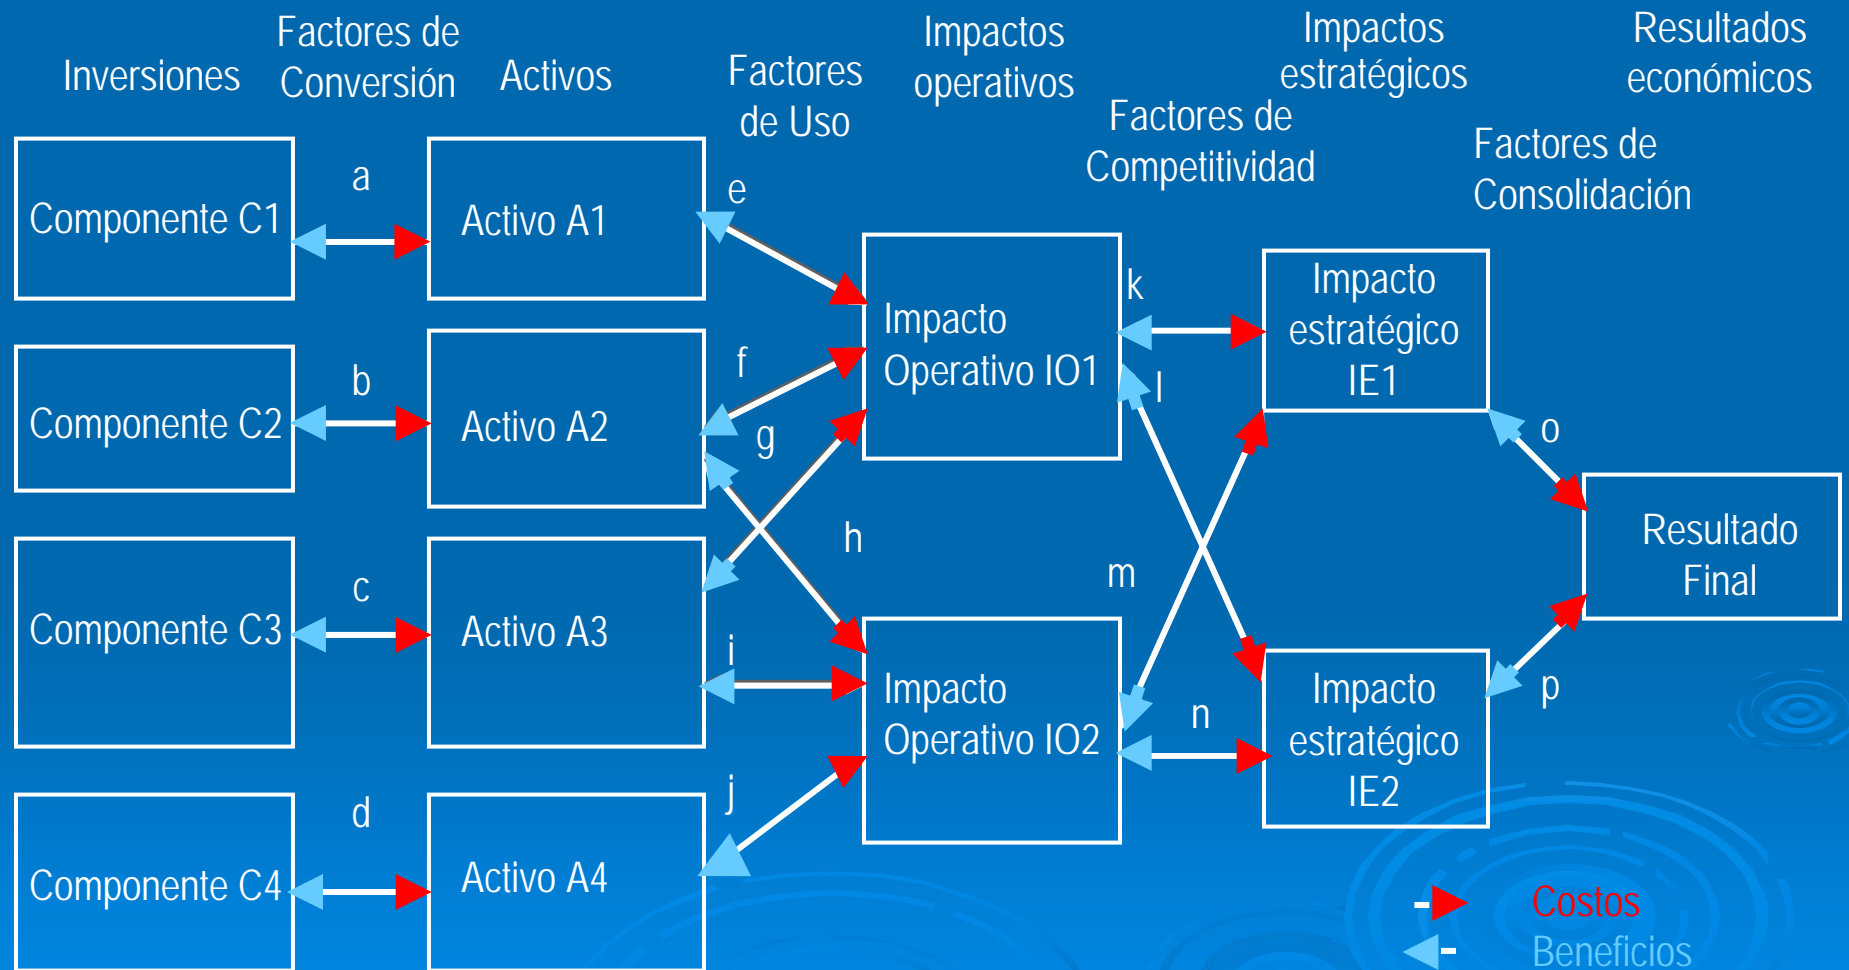 Inversiones
Factores de
Conversión
Activos
Factores
de Uso
Impactos
operativos
Factores de
Competitividad
Impactos
estratégicos
Factores de
Consolidación
Resultados
económicos
Componente C1
a
Activo A1
e
Componente C2
b
Activo A2
f
g
Componente C3
c
Activo A3
h
i
Componente C4
d
Activo A4
j
Impacto
Operativo IO1
k
l
Impacto
Operativo IO2
m
n
Impacto
estratégico
IE1
o
Impacto
estratégico
IE2
p
Resultado
Final
Costos
Beneficios